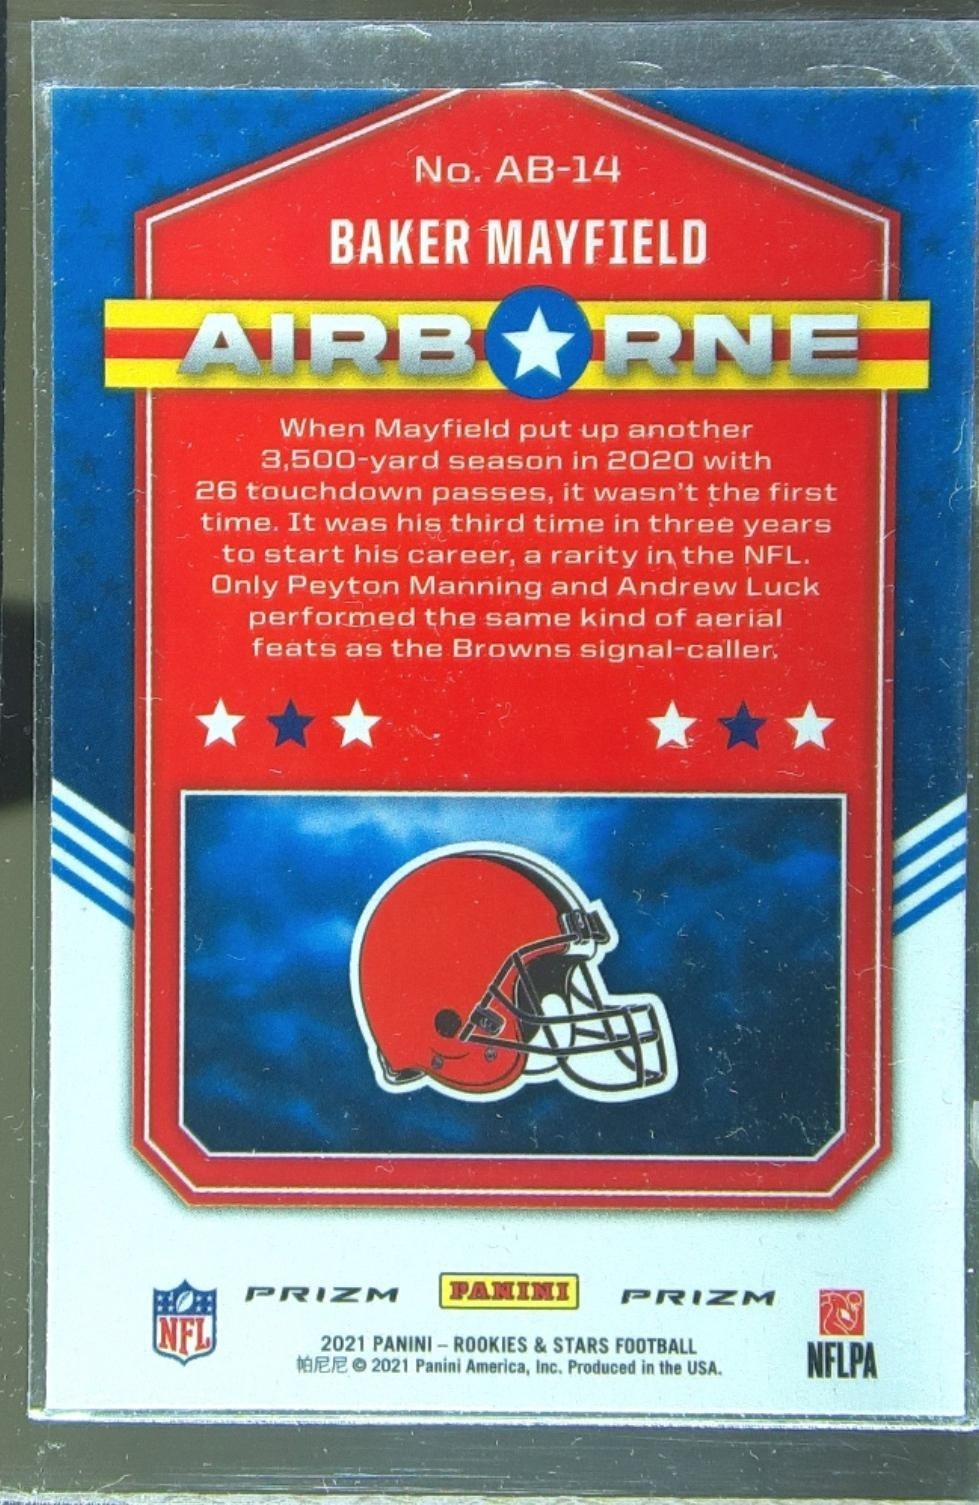 No. AB-14
BAKER MAYFIELD
AIRBORNE
When Mayfield put up another
3,500-yard season in 2020 with
26 touchdown passes, it wasn't the first
time. It was his third time in three years
to start his career, a rarity in the NFL.
Only Peyton Manning and Andrew Luck
performed the same kind of aerial
feats as the Browns signal-caller.
NFL PRIZM PANINI PRIZM
NFLPA
2021 PANINI – ROOKIES & STARS FOOTBALL
帕尼尼 © 2021 Panini America, Inc. Produced in the USA.